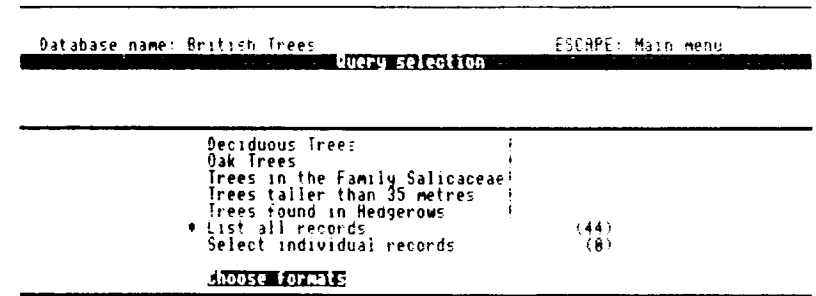 Database name: British Trees ESCAPE: Main menu
Query selection
Deciduous Trees
Oak Trees
Trees in the Family Salicaceae
Trees taller than 35 metres
Trees found in Hedgerows
List all records (44)
Select individual records (0)
Choose formats